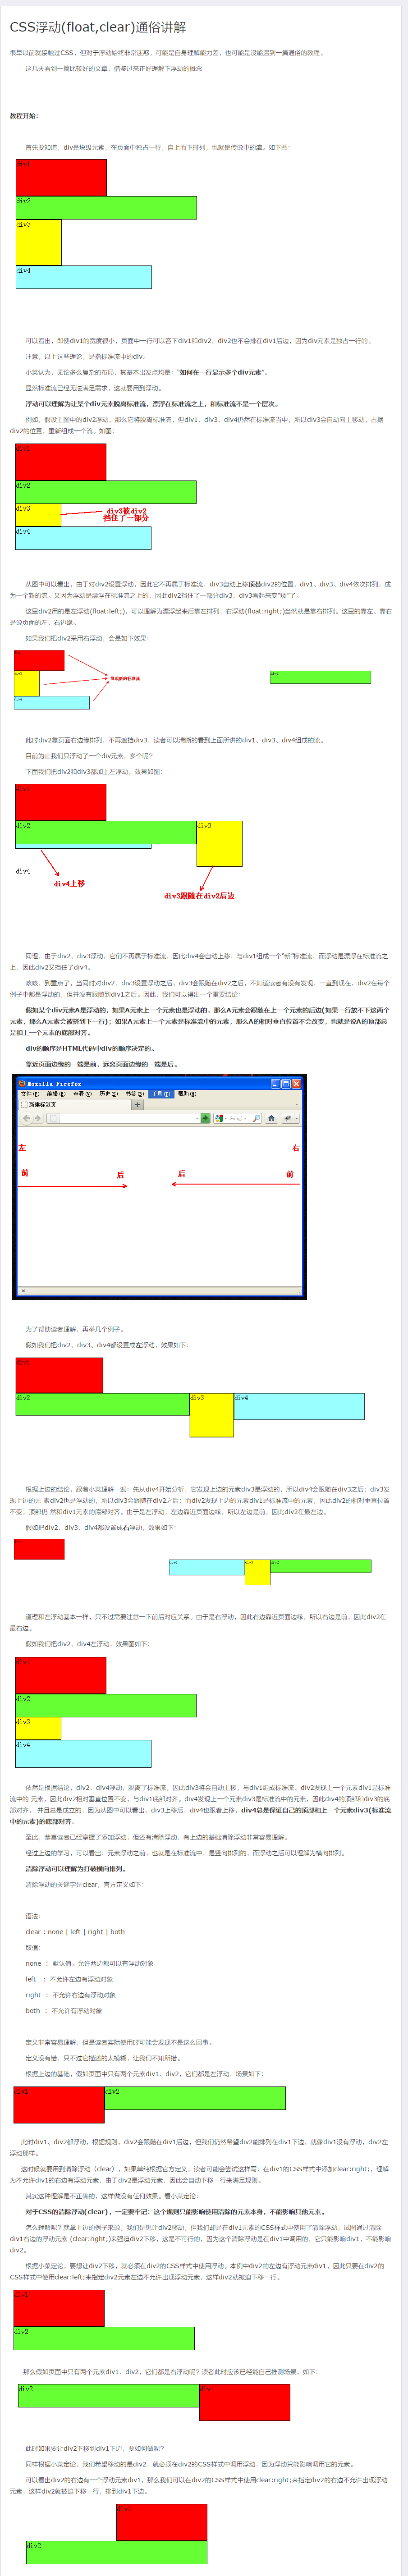 CSS浮动(float,clear)通俗讲解
很早以前就接触过CSS，但对于浮动始终非常迷惑，可能是自身理解能力差，也可能是没能遇到一篇通俗的教程。
这几天看到一篇比较好的文章，借鉴过来正好理解下浮动的概念
教程开始：
首先要知道，div是块级元素，在页面中独占一行，自上而下排列，也就是传说中的流。如下图：
div1
div2
div3
div4
可以看出，即使div1的宽度很小，页面中一行可以容下div1和div2，div2也不会排在div1后边，因为div元素是独占一行的。
注意，以上这些理论，是指标准流中的div。
小菜认为，无论多么复杂的布局，其基本出发点均是：“如何在一行显示多个div元素”。
显然标准流已经无法满足需求，这就要用到浮动。
浮动可以理解为让某个div元素脱离标准流，漂浮在标准流之上，和标准流不是一个层次。
例如，假设上图中的div2浮动，那么它将脱离标准流，但div1、div3、div4仍然在标准流当中，所以div3会自动向上移动，占据
div2的位置，重新组成一个流。如图：
div1
div2
div3
div3被div2
挡住了一部分
div4
从图中可以看出，由于对div2设置浮动，因此它不再属于标准流，div3自动上移顶替div2的位置，div1、div3、div4依次排列，成
为一个新的流。又因为浮动是漂浮在标准流之上的，因此div2挡住了一部分div3，div3看起来变“矮”了。
这里div2用的是左浮动(float:left;)，可以理解为漂浮起来后靠左排列，右浮动(float:right;)当然就是靠右排列。这里的靠左、靠右
是说页面的左、右边缘。
如果我们把div2采用右浮动，会是如下效果：
div2
此时div2靠页面右边缘排列，不再遮挡div3，读者可以清晰的看到上图所讲的div1、div3、div4组成的流。
目前为止我们只浮动了一个div元素，多个呢？
下面我们把div2和div3都加上左浮动，效果如图：
div1
div2
div3
div4
div4上移
div3跟随在div2后边
同理，由于div2、div3浮动，它们不再属于标准流，因此div4会自动上移，与div1组成一个“新”标准流，而浮动是漂浮在标准流之
上，因此div2又挡住了div4。
咳咳，到重点了，当同时对div2、div3设置浮动之后，div3会跟随在div2之后，不知道读者有没有发现，一直到现在，div2在每个
例子中都是浮动的，但并没有跟随到div1之后。因此，我们可以得出一个重要结论：
假如某个div元素A是浮动的，如果A元素上一个元素也是浮动的，那么A元素会跟随在上一个元素的后边(如果一行放不下这两个
元素，那么A元素会被挤到下一行)；如果A元素上一个元素是标准流中的元素，那么A的相对垂直位置不会改变，也就是说A的顶部总
是和上一个元素的底部对齐。
div的顺序是HTML代码中div的顺序决定的。
靠近页面边缘的一端是前，远离页面边缘的一端是后。
Mozilla Firefox
文件(F) 编辑(E) 查看(V) 历史(S) 书签(B) 工具(T) 帮助(H)
新建标签页
Google
左 右
前 后 后 前
为了帮助读者理解，再举几个例子。
假如我们把div2、div3、div4都设置成左浮动，效果如下：
div1
div2
div3
div4
根据上边的结论，跟着小菜理解一遍：先从div4开始分析，它发现上边的元素div3是浮动的，所以div4会跟随在div3之后；div3发
现上边的元 素div2也是浮动的，所以div3会跟随在div2之后；而div2发现上边的元素div1是标准流中的元素，因此div2的相对垂直位置
不变，顶部仍 然和div1元素的底部对齐。由于是左浮动，左边靠近页面边缘，所以左边是前，因此div2在最左边。
假如把div2、div3、div4都设置成右浮动，效果如下：
道理和左浮动基本一样，只不过需要注意一下前后对应关系。由于是右浮动，因此右边靠近页面边缘，所以右边是前，因此div2在
最右边。
假如我们把div2、div4左浮动，效果图如下：
div1
div2
div3
div4
依然是根据结论，div2、div4浮动，脱离了标准流，因此div3将会自动上移，与div1组成标准流。div2发现上一个元素div1是标准
流中的 元素，因此div2相对垂直位置不变，与div1底部对齐。div4发现上一个元素div3是标准流中的元素，因此div4的顶部和div3的底
部对齐， 并且总是成立的，因为从图中可以看出，div3上移后，div4也跟着上移，div4总是保证自己的顶部和上一个元素div3(标准流
中的元素)的底部对齐。
至此，恭喜读者已经掌握了添加浮动，但还有清除浮动，有上边的基础清除浮动非常容易理解。
经过上边的学习，可以看出：元素浮动之前，也就是在标准流中，是竖向排列的，而浮动之后可以理解为横向排列。
清除浮动可以理解为打破横向排列。
清除浮动的关键字是clear，官方定义如下：
语法：
clear : none | left | right | both
取值：
none ： 默认值。允许两边都可以有浮动对象
left ： 不允许左边有浮动对象
right ： 不允许右边有浮动对象
both ： 不允许有浮动对象
定义非常容易理解，但是读者实际使用时可能会发现不是这么回事。
定义没有错，只不过它描述的太模糊，让我们不知所措。
根据上边的基础，假如页面中只有两个元素div1、div2，它们都是左浮动，场景如下：
div1
div2
此时div1、div2都浮动，根据规则，div2会跟随在div1后边，但我们仍然希望div2能排列在div1下边，就像div1没有浮动，div2左
浮动那样。
这时候就要用到清除浮动（clear），如果单纯根据官方定义，读者可能会尝试这样写：在div1的CSS样式中添加clear:right;，理解
为不允许div1的右边有浮动元素，由于div2是浮动元素，因此会自动下移一行来满足规则。
其实这种理解是不正确的，这样做没有任何效果。看小菜定论：
对于CSS的清除浮动(clear)，一定要牢记：这个规则只能影响使用清除的元素本身，不能影响其他元素。
怎么理解呢？就拿上边的例子来说，我们是想让div2移动，但我们却是在div1元素的CSS样式中使用了清除浮动，试图通过清除
div1右边的浮动元素 (clear:right;)来强迫div2下移，这是不可行的，因为这个清除浮动是在div1中调用的，它只能影响div1，不能影响
div2。
根据小菜定论，要想让div2下移，就必须在div2的CSS样式中使用浮动。本例中div2的左边有浮动元素div1，因此只要在div2的
CSS样式中使用clear:left;来指定div2元素左边不允许出现浮动元素，这样div2就被迫下移一行。
div1
div2
那么假如页面中只有两个元素div1、div2，它们都是右浮动呢？读者此时应该已经能自己推测场景，如下：
div2
div1
此时如果要让div2下移到div1下边，要如何做呢？
同样根据小菜定论，我们希望移动的是div2，就必须在div2的CSS样式中调用浮动，因为浮动只能影响调用它的元素。
可以看出div2的右边有一个浮动元素div1，那么我们可以在div2的CSS样式中使用clear:right;来指定div2的右边不允许出现浮动元
素，这样div2就被迫下移一行，排到div1下边。
div1
div2